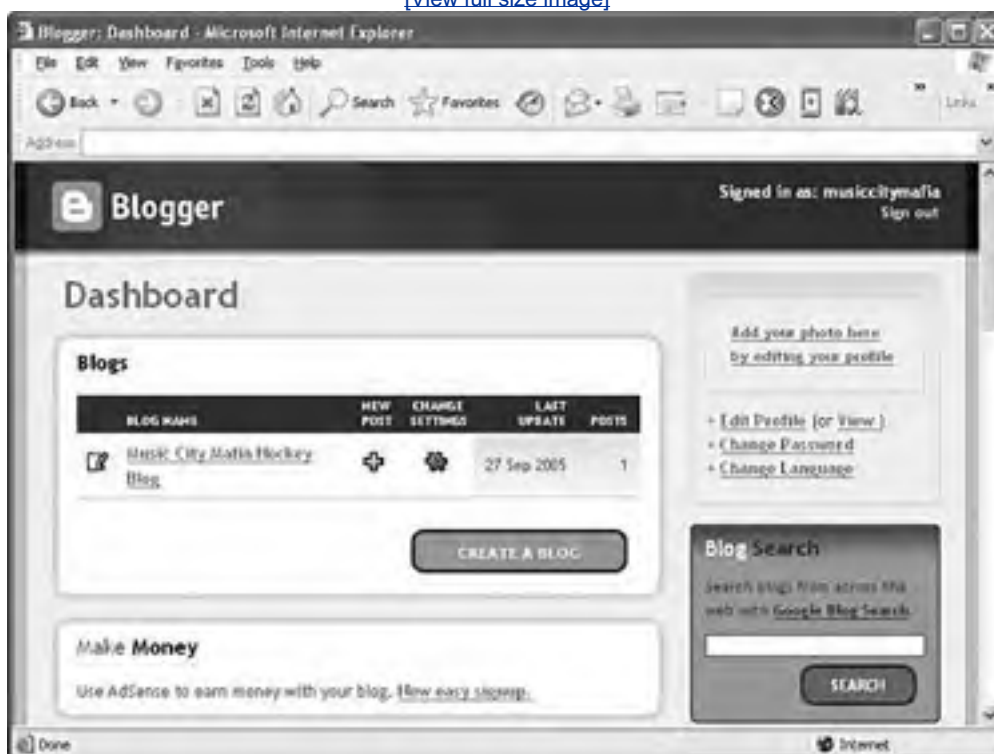 [View full size image]
Blogger: Dashboard - Microsoft Internet Explorer
File Edit View Favorites Tools Help
Back Search Favorites Links
Address
Blogger
Signed in as: musiccitymafia
Sign out
Dashboard
Add your photo here
by editing your profile
Blogs
BLOG NAME NEW POST CHANGE SETTINGS LAST UPDATE POSTS
Music City Mafia Hockey
Blog
27 Sep 2005 1
+ Edit Profile (or View)
+ Change Password
+ Change Language
CREATE A BLOG
Blog Search
Search blogs from across the
web with Google Blog Search.
SEARCH
Make Money
Use AdSense to earn money with your blog. New easy signup.
Done
Internet